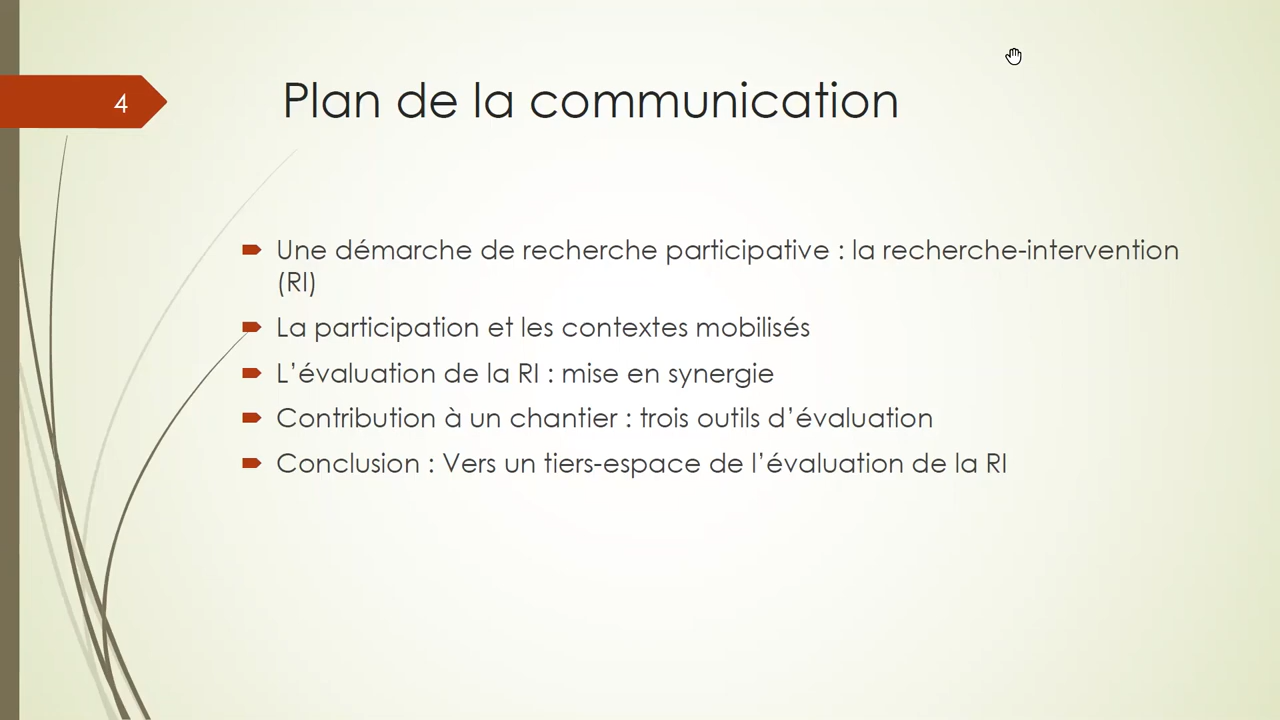 4
Plan de la communication
Une démarche de recherche participative : la recherche-intervention
(RI)
La participation et les contextes mobilisés
L’évaluation de la RI : mise en synergie
Contribution à un chantier : trois outils d’évaluation
Conclusion : Vers un tiers-espace de l’évaluation de la RI